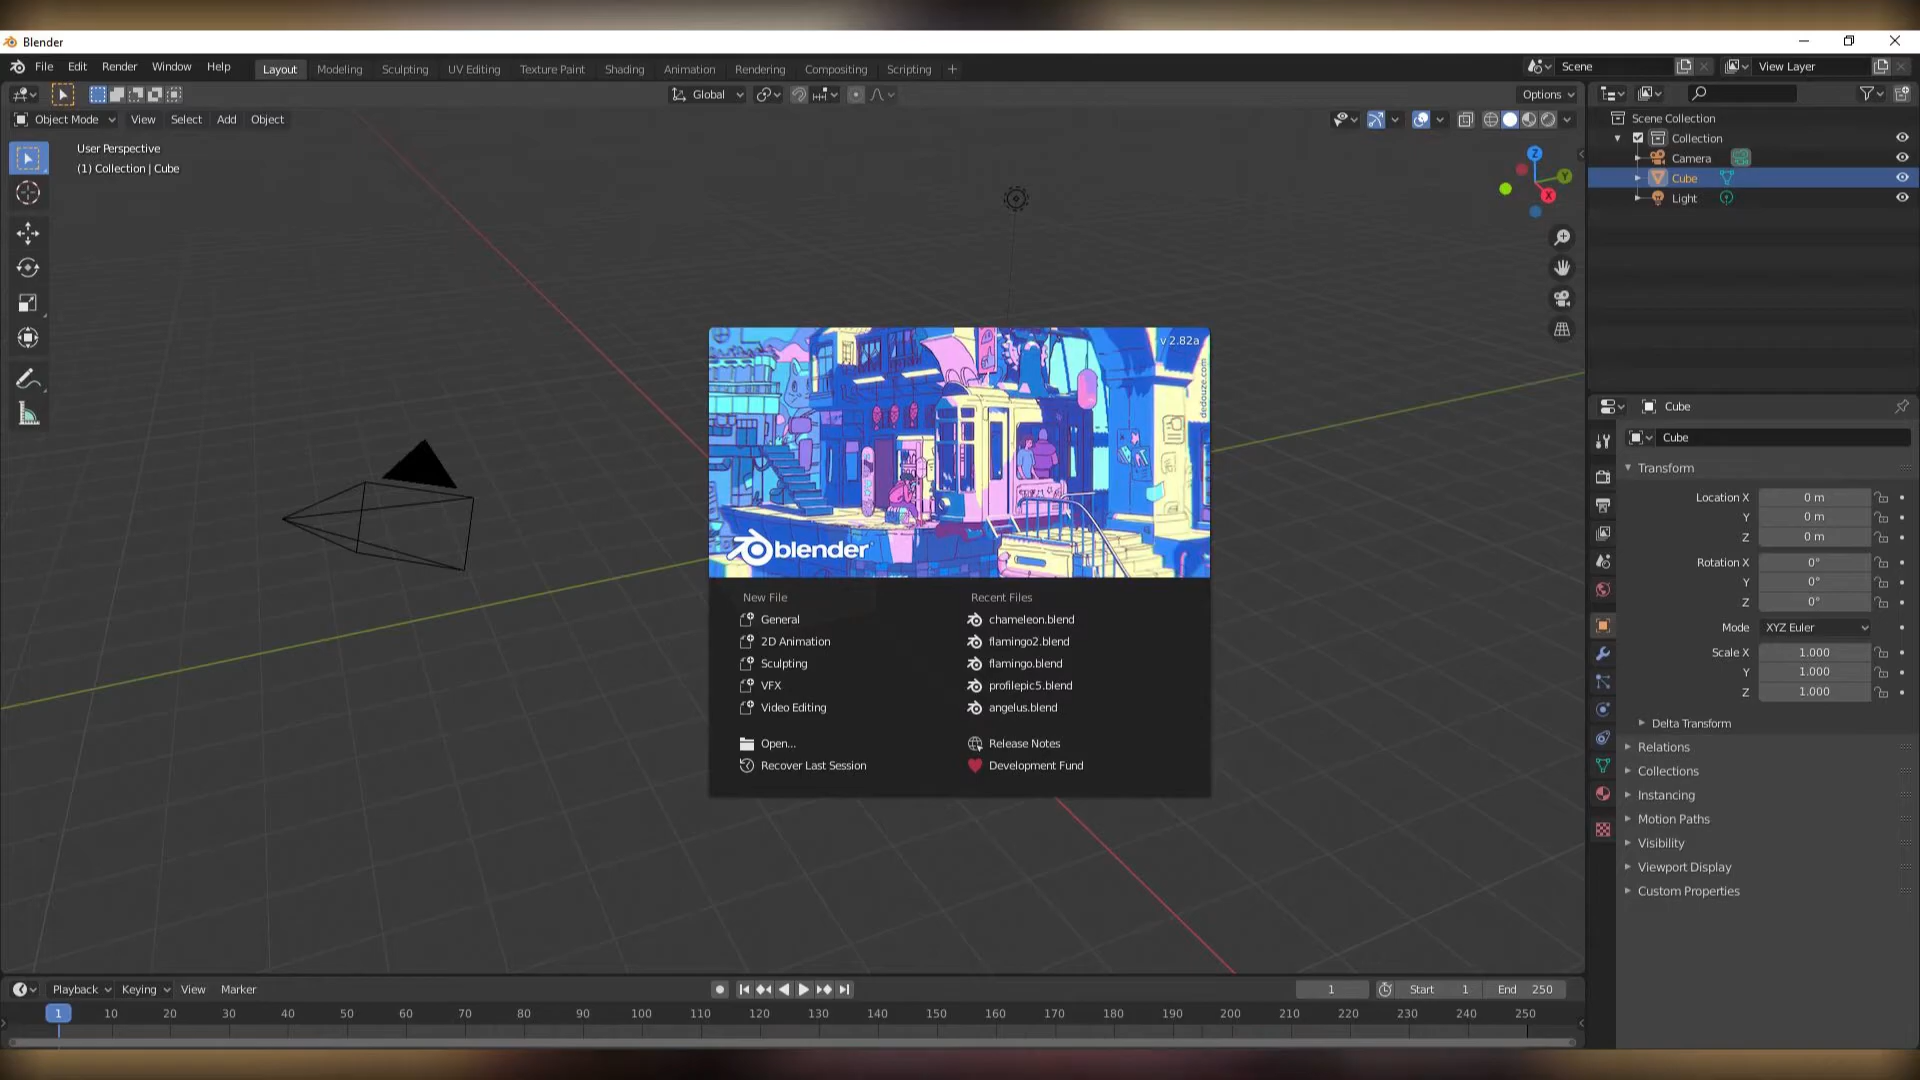 Blender
File Edit Render Window Help Layout Modeling Sculpting UV Editing Texture Paint Shading Animation Rendering Compositing Scripting + Scene View Layer
Global Options
Object Mode View Select Add Object
User Perspective
(1) Collection | Cube
Z
Y
X
Scene Collection
Collection
Camera
Cube
Light
v 2.82a
dedouze.com
blender
New File
General
2D Animation
Sculpting
VFX
Video Editing
Open...
Recover Last Session
Recent Files
chameleon.blend
flamingo2.blend
flamingo.blend
profilepic5.blend
angelus.blend
Release Notes
Development Fund
Cube
Cube
Transform
Location X 0 m
Y 0 m
Z 0 m
Rotation X 0°
Y 0°
Z 0°
Mode XYZ Euler
Scale X 1.000
Y 1.000
Z 1.000
Delta Transform
Relations
Collections
Instancing
Motion Paths
Visibility
Viewport Display
Custom Properties
Playback Keying View Marker 1 Start 1 End 250
1 10 20 30 40 50 60 70 80 90 100 110 120 130 140 150 160 170 180 190 200 210 220 230 240 250